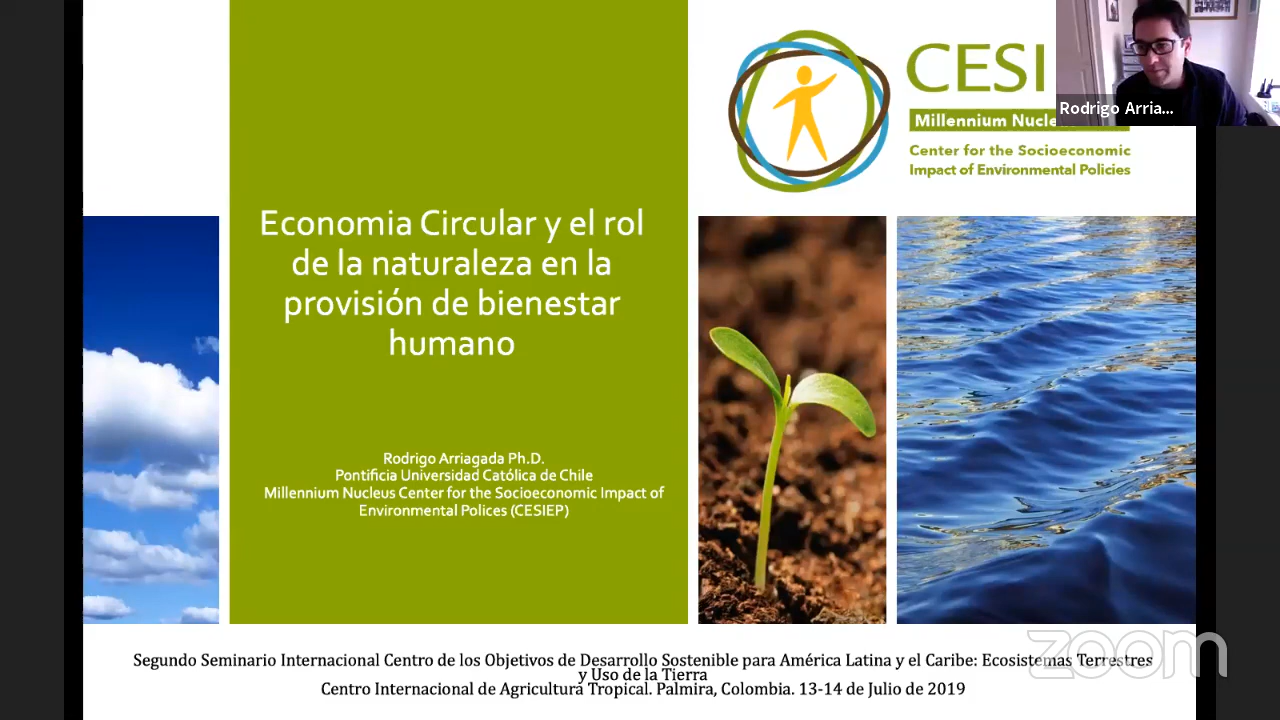 CESI
Millennium Nucle
Center for the Socioeconomic
Impact of Environmental Policies
Rodrigo Arria...
Economia Circular y el rol
de la naturaleza en la
provisión de bienestar
humano
Rodrigo Arriagada Ph.D.
Pontificia Universidad Católica de Chile
Millennium Nucleus Center for the Socioeconomic Impact of
Environmental Polices (CESIEP)
Segundo Seminario Internacional Centro de los Objetivos de Desarrollo Sostenible para América Latina y el Caribe: Ecosistemas Terrestres
y Uso de la Tierra
Centro Internacional de Agricultura Tropical. Palmira, Colombia. 13-14 de Julio de 2019
zoom